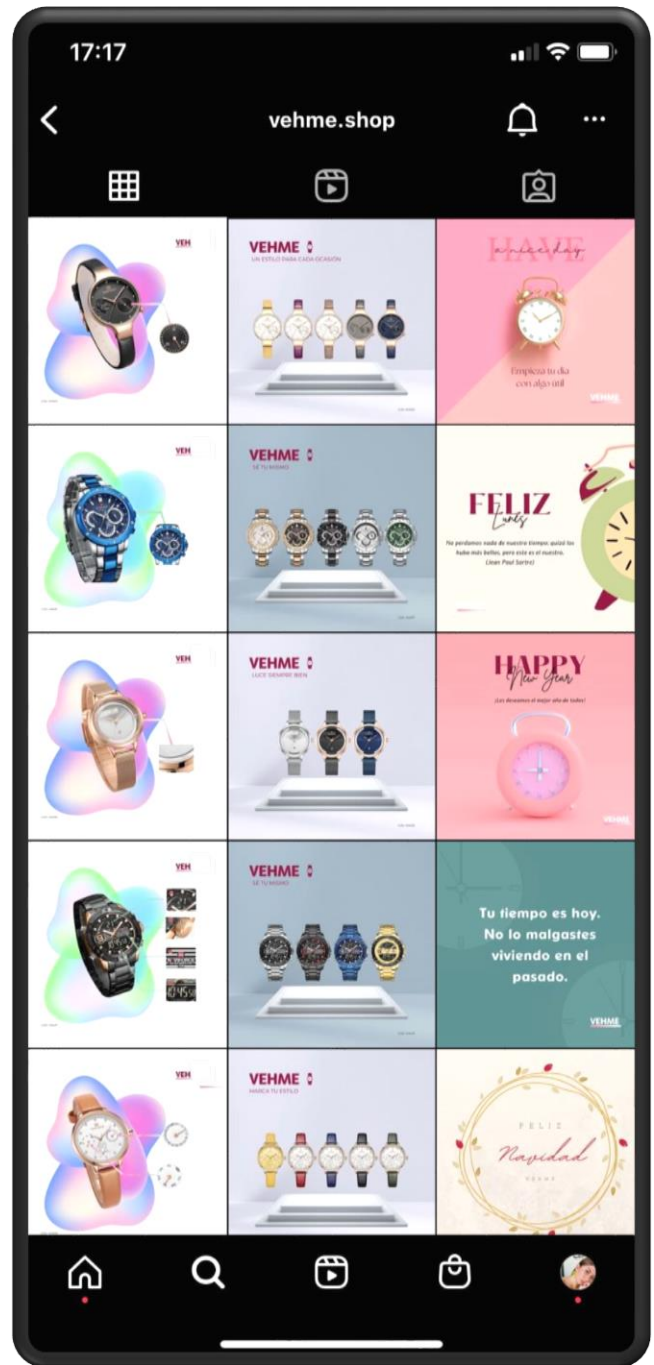 17:17
vehme.shop
VEH
VEHME
UN ESTILO PARA CADA OCASIÓN
HAVE
a nice day
Empieza tu día
con algo útil
VEHME
VEH
VEHME
SÉ TU MISMO
FELIZ
Lunes
No perdamos nada de nuestro tiempo; quizá los
hubo más bellos, pero este es el nuestro.
(Jean Paul Sartre)
VEH
VEHME
LUCE SIEMPRE BIEN
HAPPY
New Year
¡Les deseamos el mejor año de todos!
VEHME
VEH
VEHME
SÉ TU MISMO
Tu tiempo es hoy.
No lo malgastes
viviendo en el
pasado.
VEHME
VEH
VEHME
MARCA TU ESTILO
FELIZ
Navidad
VEHME